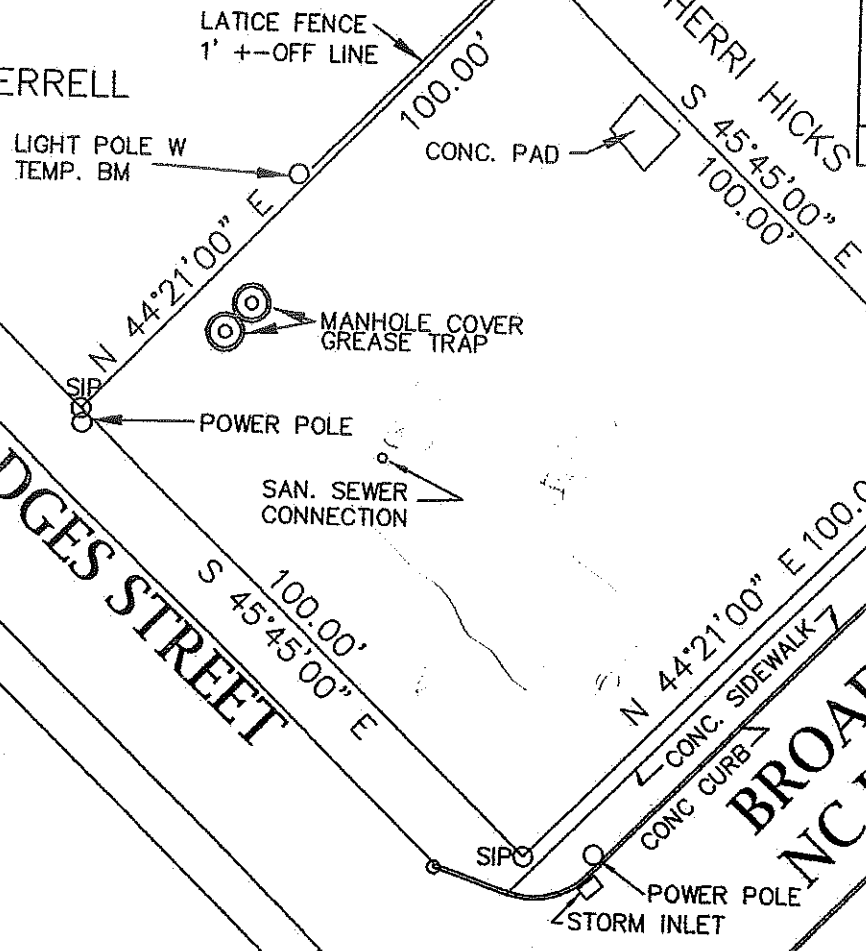 LATICE FENCE
1' +-OFF LINE
ERRELL
100.00'
HERRI HICKS
S 45°45'00" E
100.00'
LIGHT POLE W
TEMP. BM
CONC. PAD
N 44°21'00" E
MANHOLE COVER
GREASE TRAP
SIP
POWER POLE
SAN. SEWER
CONNECTION
DGES STREET
100.00'
S 45°45'00" E
N 44°21'00" E 100.0
CONC. SIDEWALK
CONC CURB
BROA
NC
SIP
POWER POLE
STORM INLET